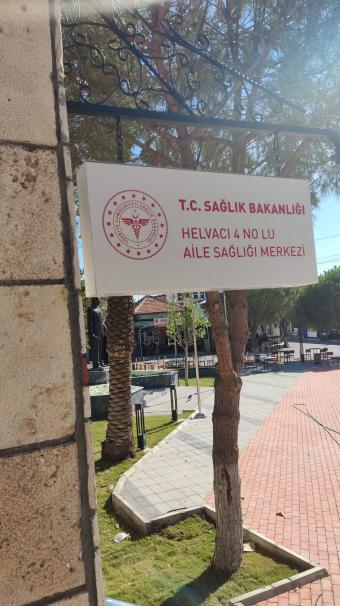 T.C. SAĞLIK BAKANLIĞI
HELVACI 4 NO LU
AİLE SAĞLIĞI MERKEZİ